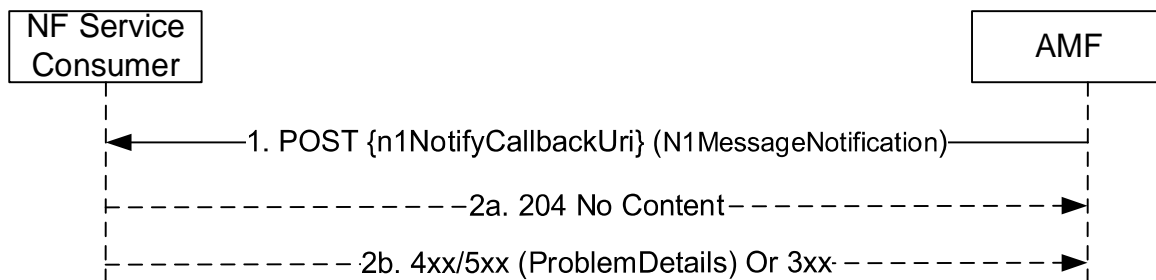 NF Service
Consumer
AMF
1. POST {n1NotifyCallbackUri} (N1MessageNotification)
2a. 204 No Content
2b. 4xx/5xx (ProblemDetails) Or 3xx